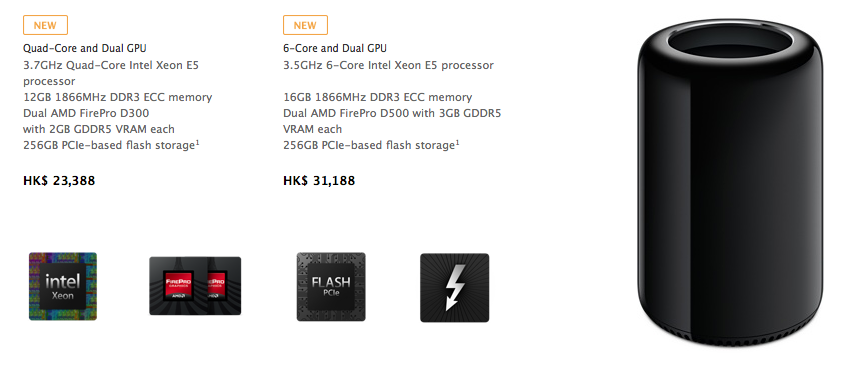 NEW
Quad-Core and Dual GPU
3.7GHz Quad-Core Intel Xeon E5
processor
12GB 1866MHz DDR3 ECC memory
Dual AMD FirePro D300
with 2GB GDDR5 VRAM each
256GB PCIe-based flash storage¹
HK$ 23,388
NEW
6-Core and Dual GPU
3.5GHz 6-Core Intel Xeon E5 processor
16GB 1866MHz DDR3 ECC memory
Dual AMD FirePro D500 with 3GB GDDR5
VRAM each
256GB PCIe-based flash storage¹
HK$ 31,188
intel
Xeon
FIREPRO
GRAPHICS
AMD
FIREPRO
FLASH
PCIe